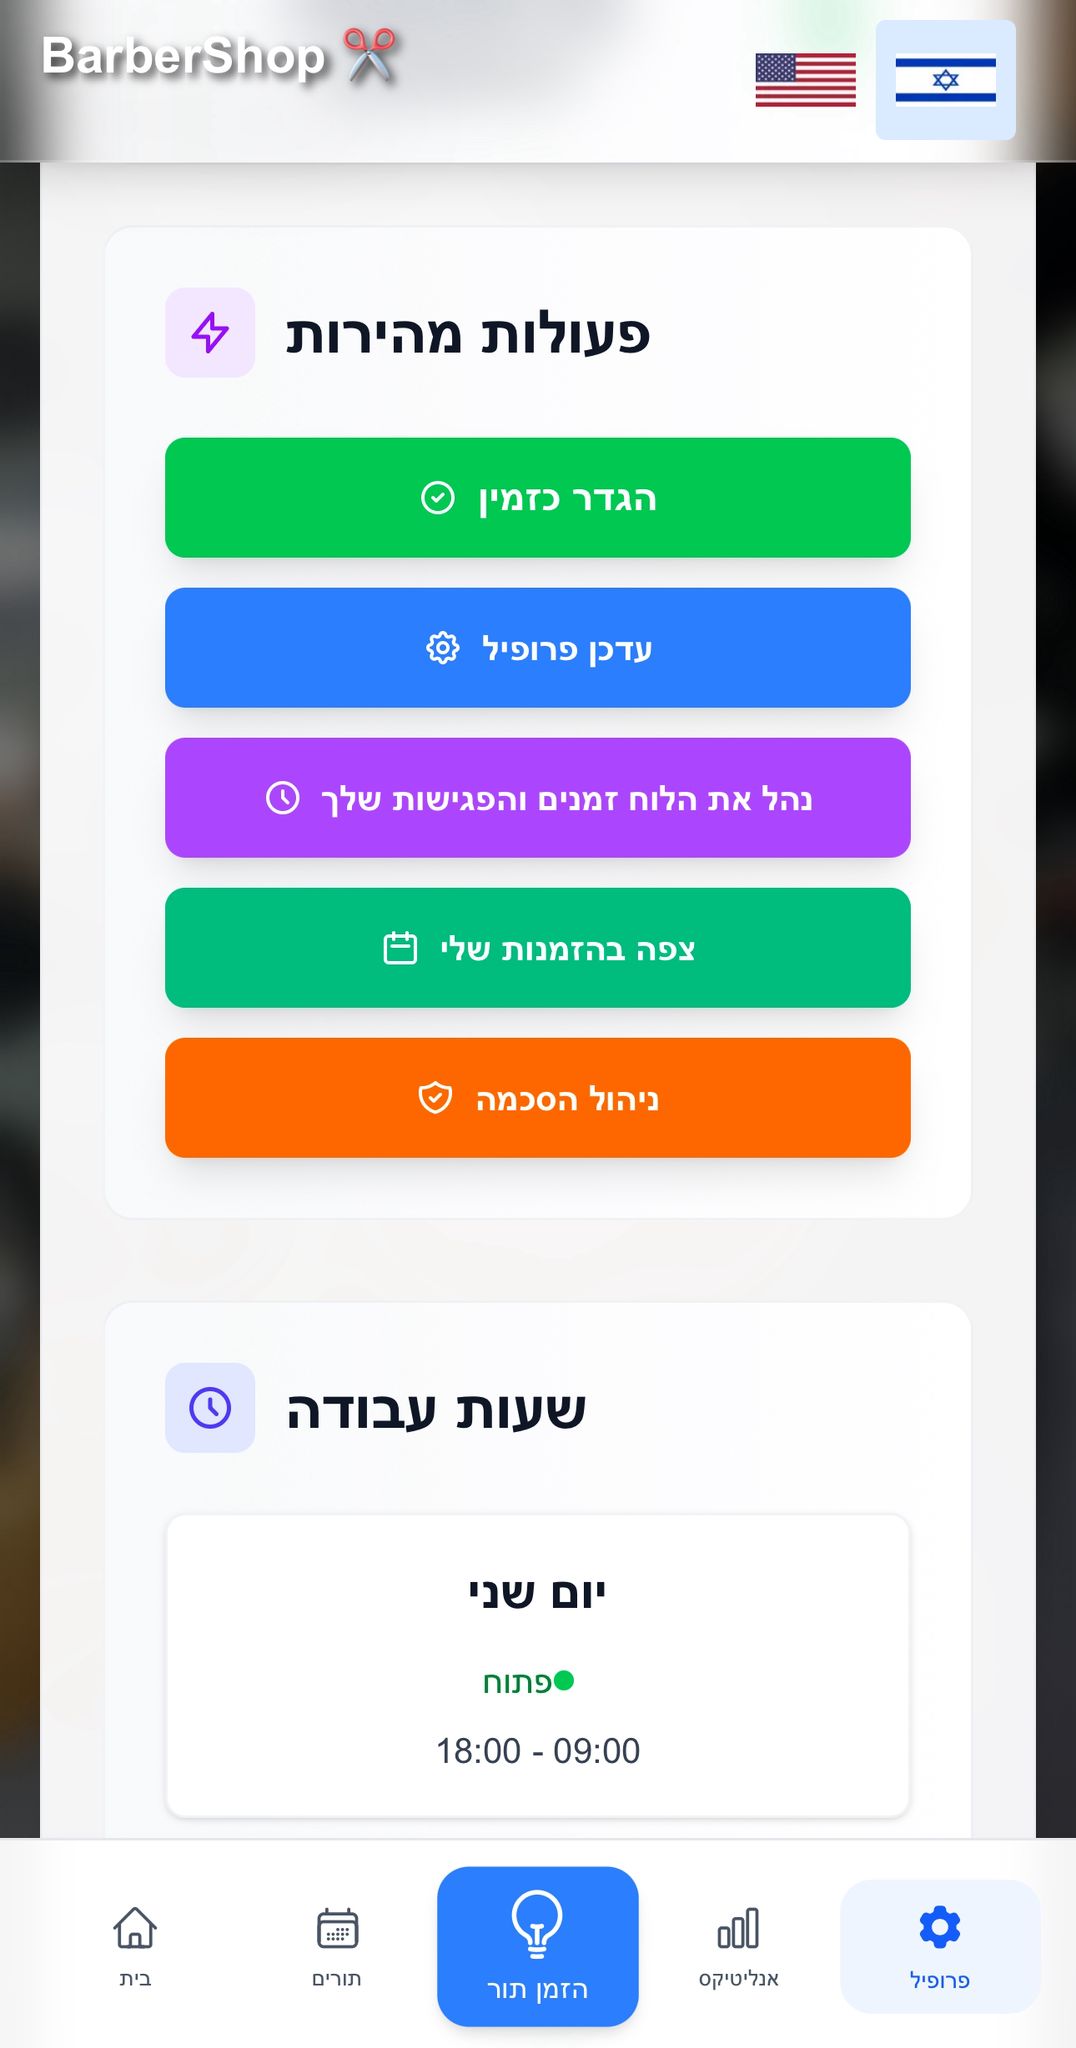 BarberShop
פעולות מהירות
הגדר כזמין
עדכן פרופיל
נהל את הלוח זמנים והפגישות שלך
צפה בהזמנות שלי
ניהול הסכמה
שעות עבודה
יום שני
פתוח
18:00 - 09:00
בית
תורים
הזמן תור
אנליטיקס
פרופיל